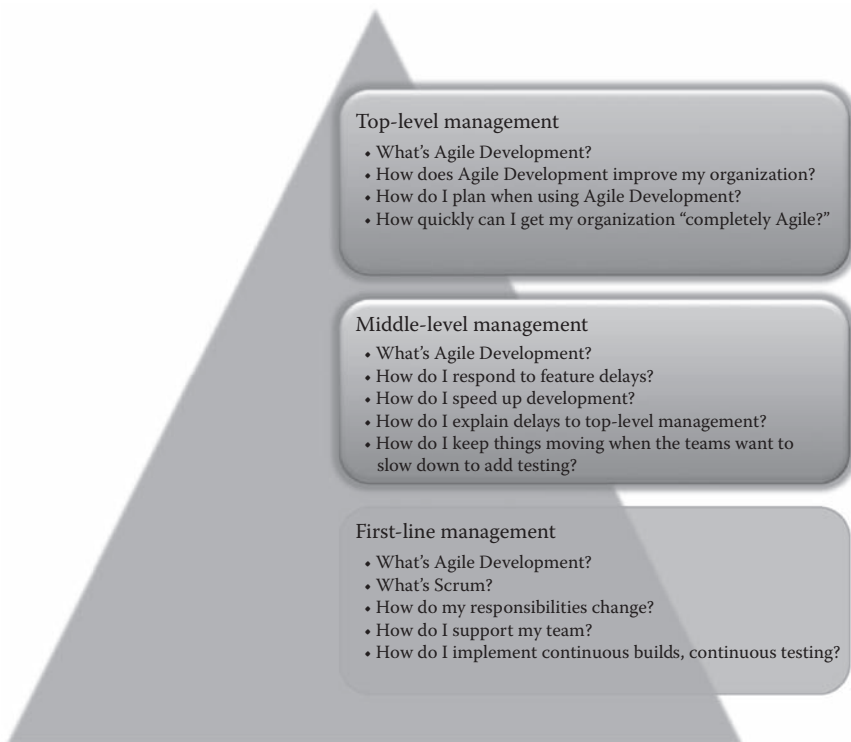 Top-level management
• What's Agile Development?
• How does Agile Development improve my organization?
• How do I plan when using Agile Development?
• How quickly can I get my organization “completely Agile?”
Middle-level management
• What's Agile Development?
• How do I respond to feature delays?
• How do I speed up development?
• How do I explain delays to top-level management?
• How do I keep things moving when the teams want to
slow down to add testing?
First-line management
• What's Agile Development?
• What's Scrum?
• How do my responsibilities change?
• How do I support my team?
• How do I implement continuous builds, continuous testing?